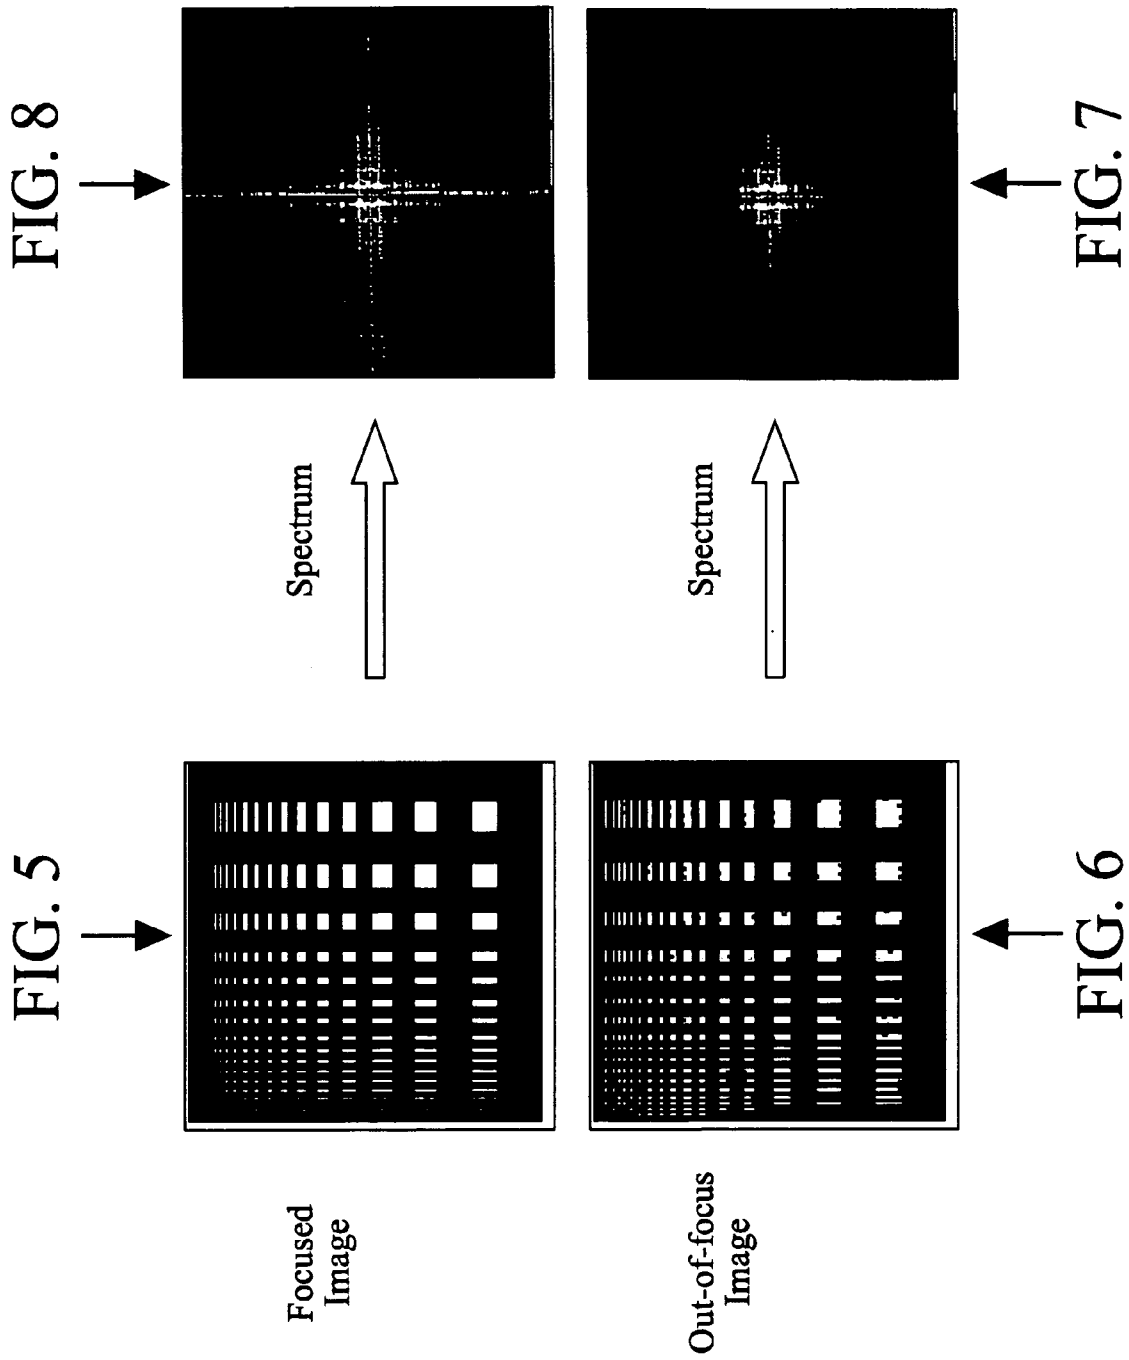 FIG. 5
FIG. 8
Focused
Image
Spectrum
Out-of-focus
Image
Spectrum
FIG. 6
FIG. 7